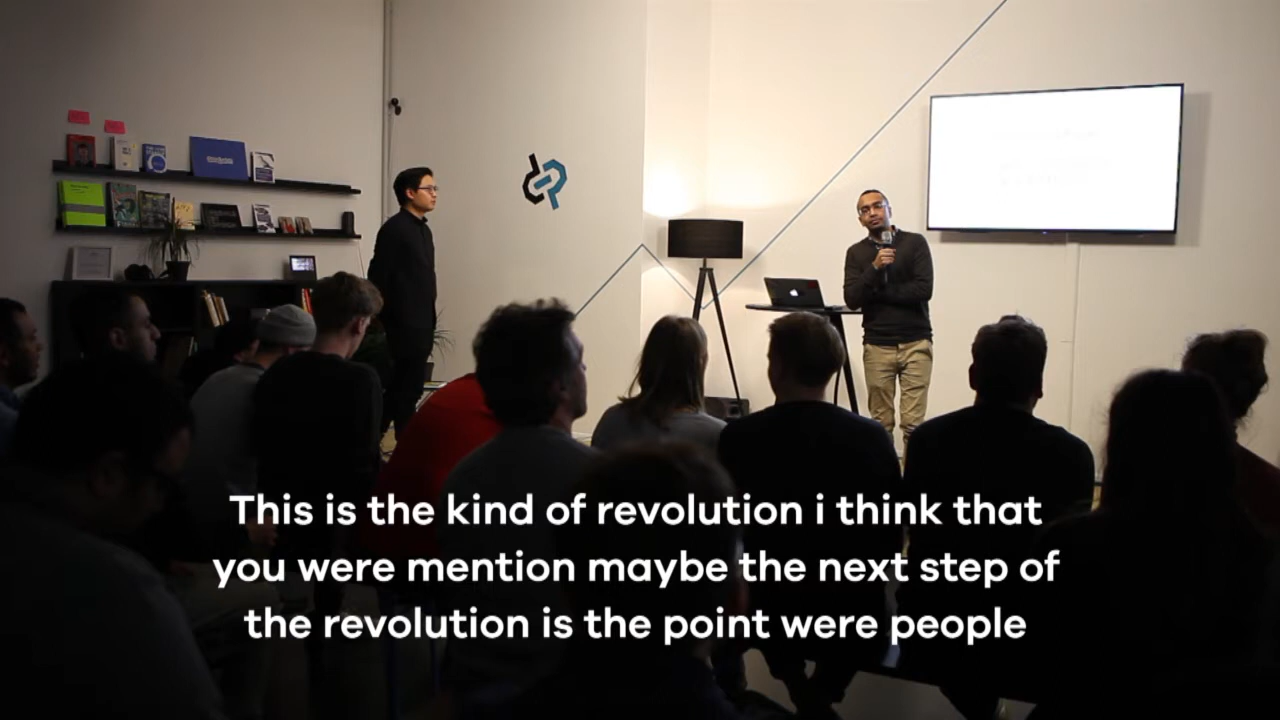 This is the kind of revolution i think that
you were mention maybe the next step of
the revolution is the point were people